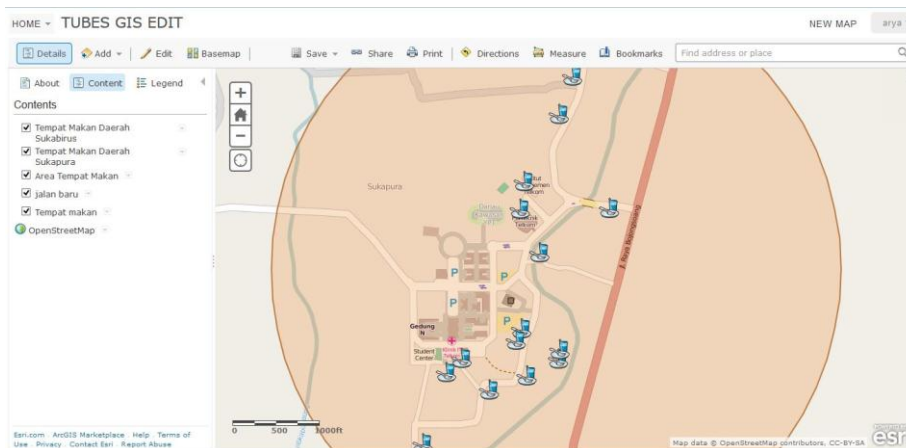 HOME TUBES GIS EDIT
NEW MAP arya
Details Add Edit Basemap Save Share Print Directions Measure Bookmarks Find address or place
About Content Legend
Contents
Tempat Makan Daerah
Sukabirus
Tempat Makan Daerah
Sukapura
Area Tempat Makan
jalan baru
Tempat makan
OpenStreetMap
Sukapura
Telkom
Telkom
P
P
P
P
Gedung
N
Student
Center
0 500 1000ft
Esri.com ArcGIS Marketplace Help Terms of
Use Privacy Contact Esri Report Abuse
Map data © OpenStreetMap contributors, CC-BY-SA
esri